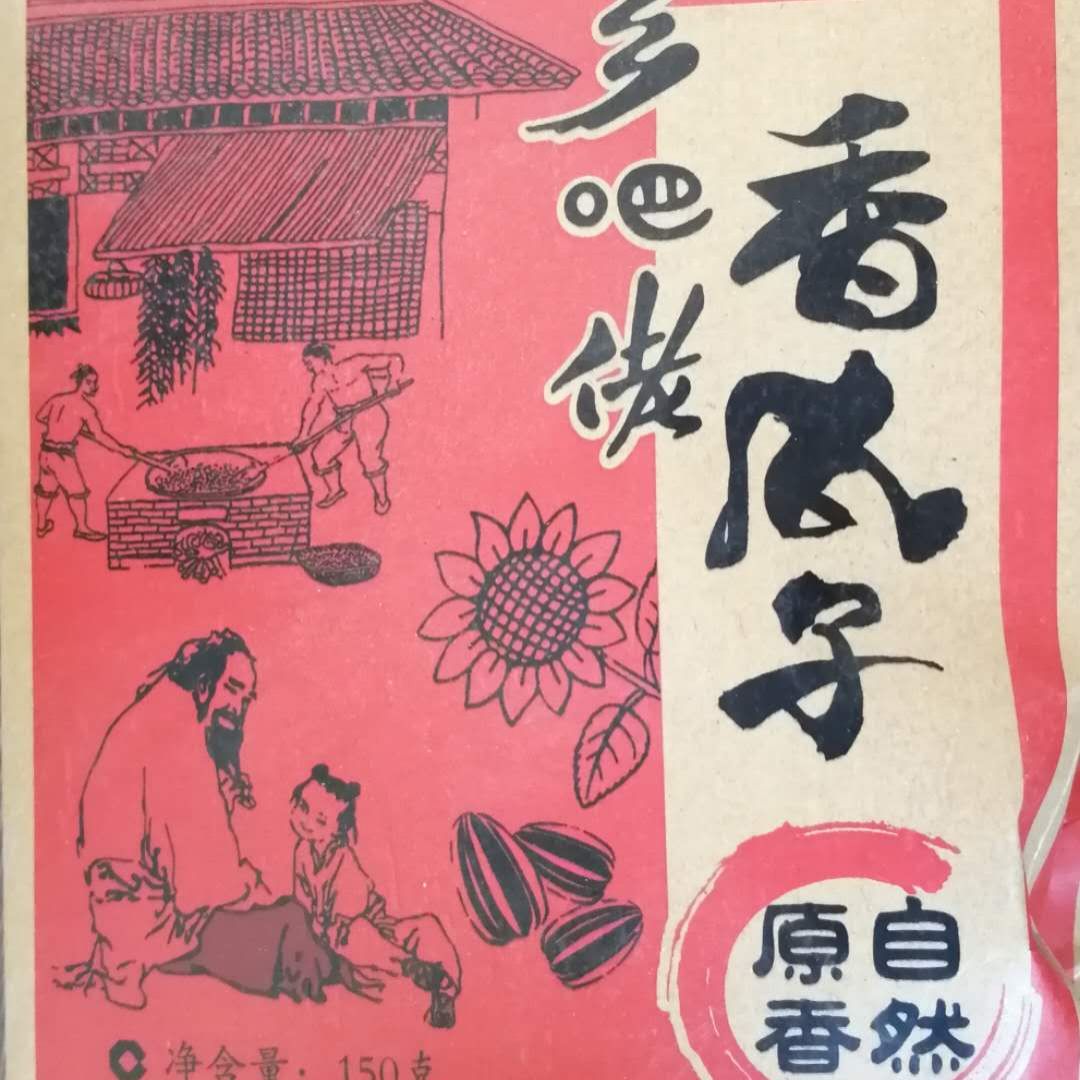 乡吧佬
香瓜子
自然
原香
净含量：150克